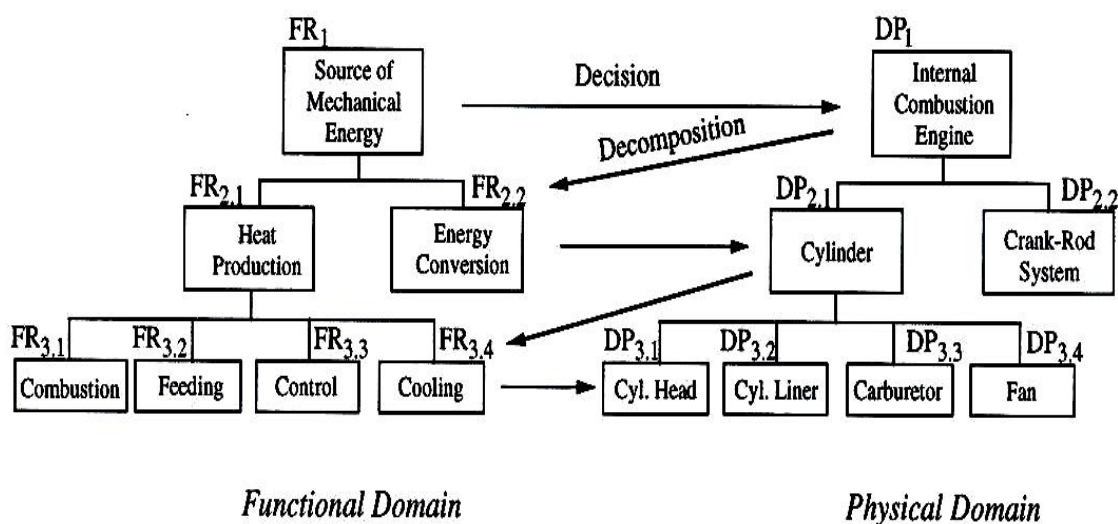 FR1
DP1
Source of
Mechanical
Energy
Decision
Internal
Combustion
Engine
Decomposition
FR2.1
FR2.2
DP2.1
DP2.2
Heat
Production
Energy
Conversion
Cylinder
Crank-Rod
System
FR3.1
FR3.2
FR3.3
FR3.4
DP3.1
DP3.2
DP3.3
DP3.4
Combustion
Feeding
Control
Cooling
Cyl. Head
Cyl. Liner
Carburetor
Fan
Functional Domain
Physical Domain